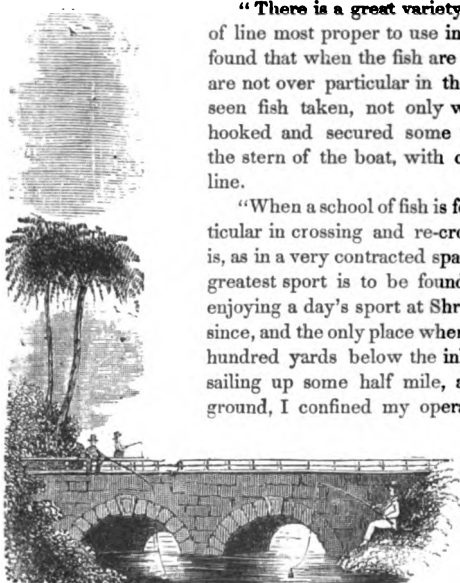 “ There is a great variety
of line most proper to use in
found that when the fish are
are not over particular in th
seen fish taken, not only w
hooked and secured some
the stern of the boat, with c
line.
“When a school of fish is f
ticular in crossing and re-cro
is, as in a very contracted spa
greatest sport is to be found
enjoying a day's sport at Shr
since, and the only place when
hundred yards below the inl
sailing up some half mile, a
ground, I confined my opera